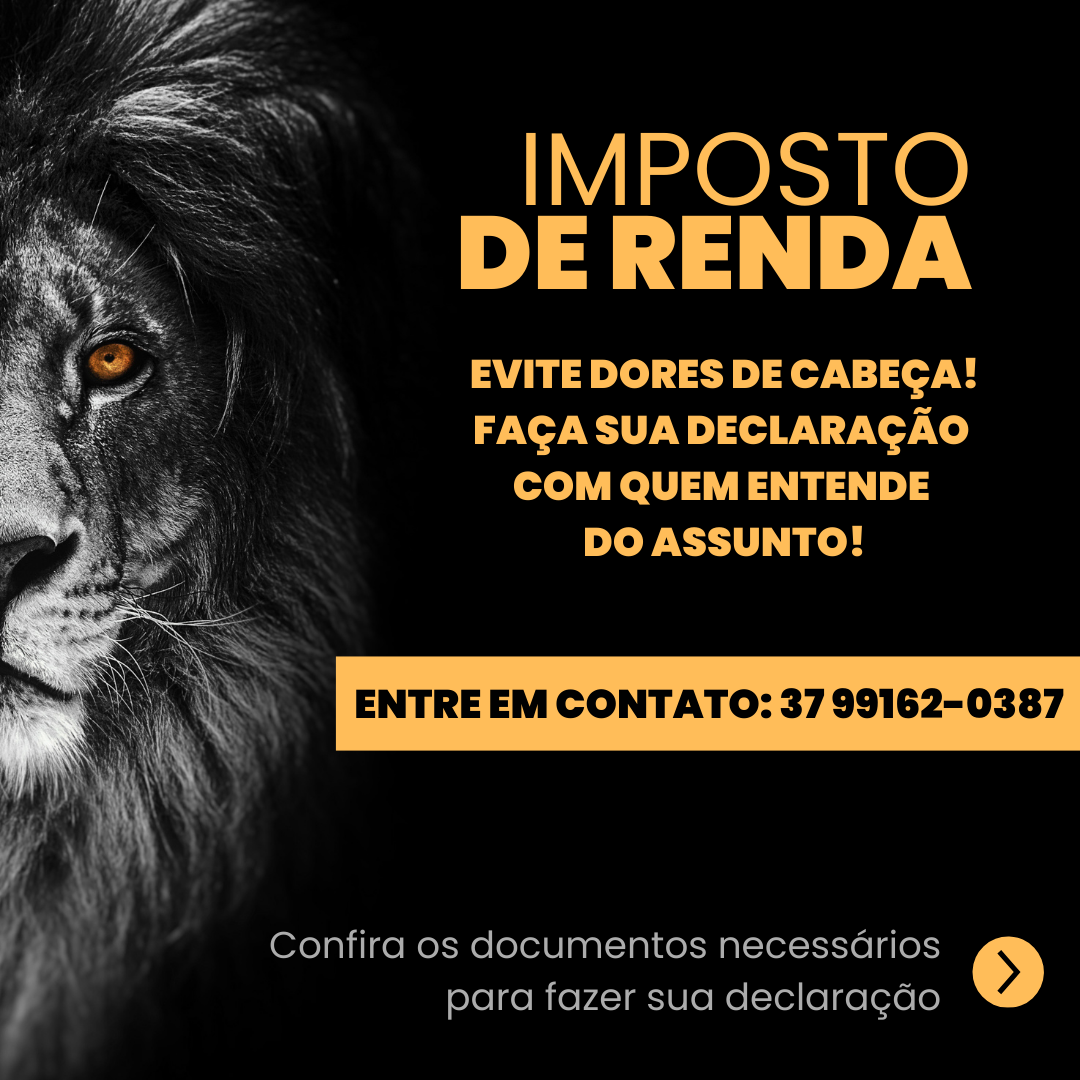 IMPOSTO
DE RENDA
EVITE DORES DE CABEÇA!
FAÇA SUA DECLARAÇÃO
COM QUEM ENTENDE
DO ASSUNTO!
ENTRE EM CONTATO: 37 99162-0387
Confira os documentos necessários
para fazer sua declaração